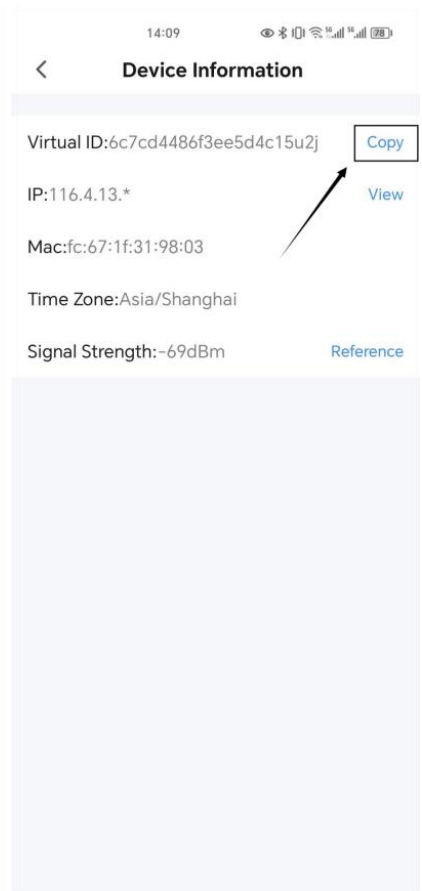 14:09 78
Device Information
Virtual ID:6c7cd4486f3ee5d4c15u2j Copy
IP:116.4.13.* View
Mac:fc:67:1f:31:98:03
Time Zone:Asia/Shanghai
Signal Strength:-69dBm Reference